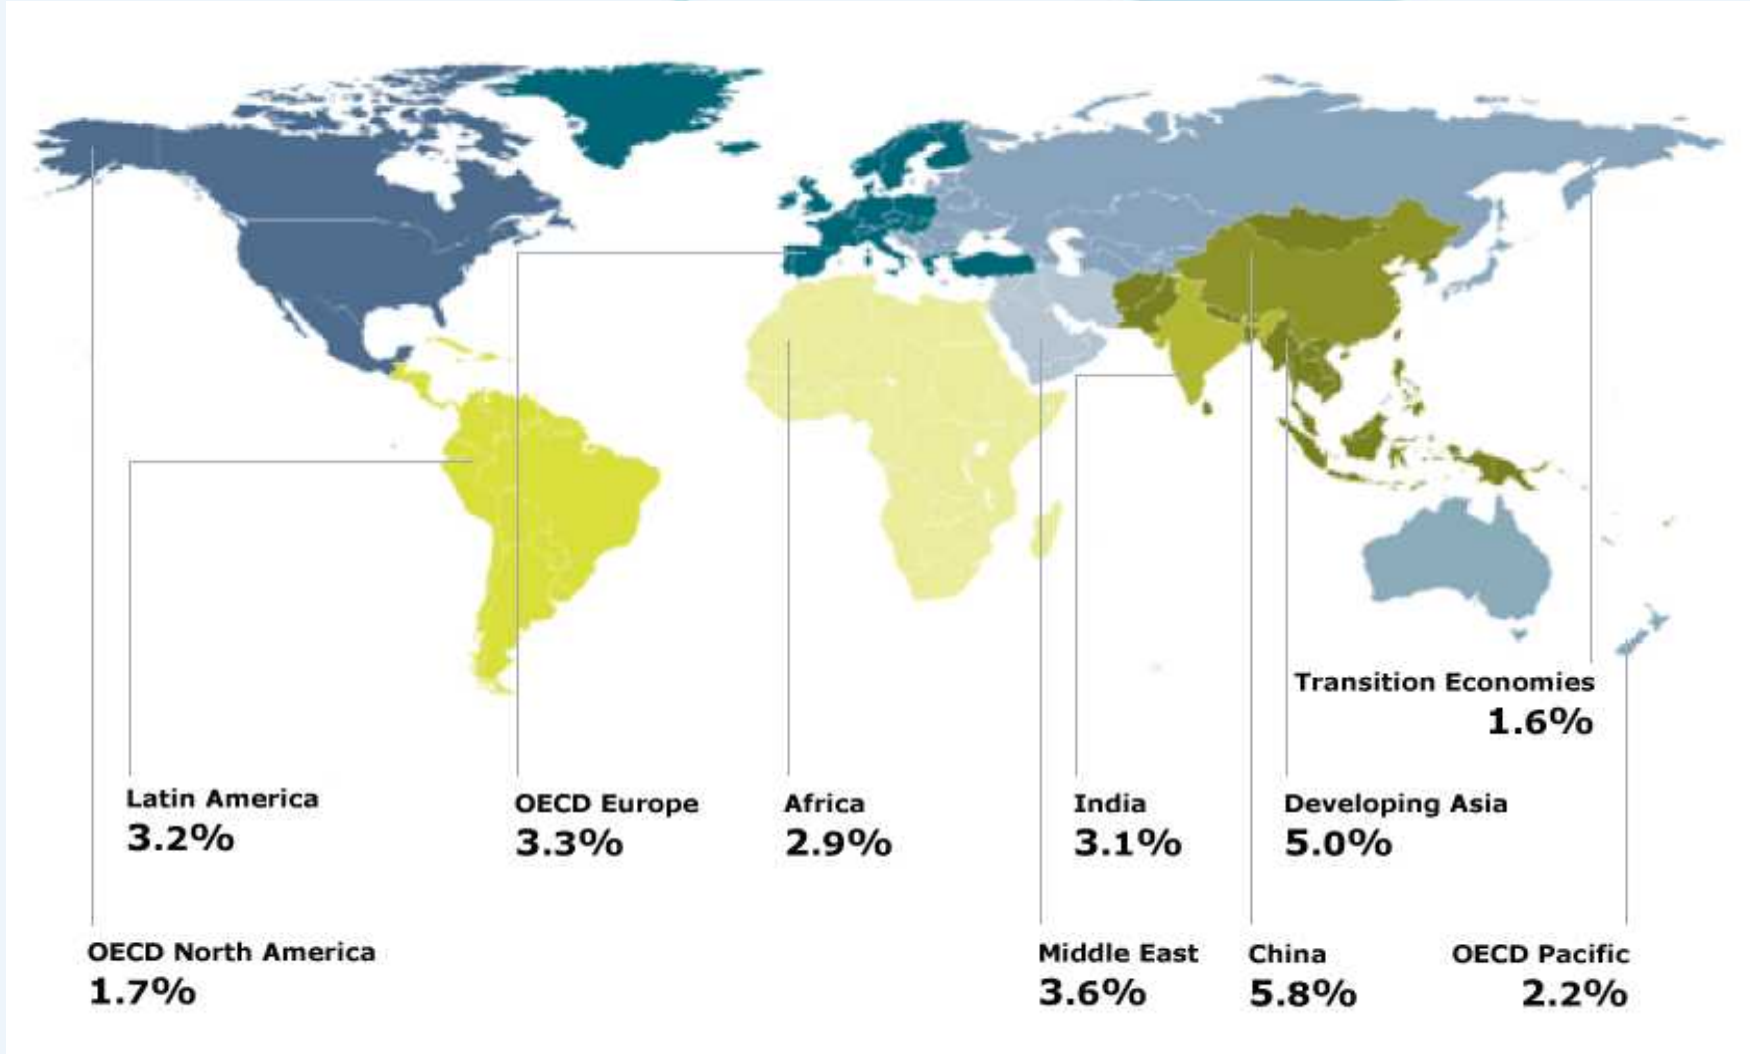 Transition Economies
1.6%
Latin America
3.2%
OECD Europe
3.3%
Africa
2.9%
India
3.1%
Developing Asia
5.0%
OECD North America
1.7%
Middle East
3.6%
China
5.8%
OECD Pacific
2.2%